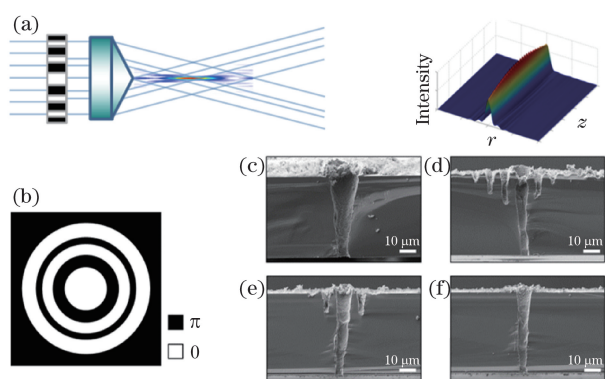 (a)
Intensity
r
z
(b)
π
0
(c)
10 μm
(d)
10 μm
(e)
10 μm
(f)
10 μm